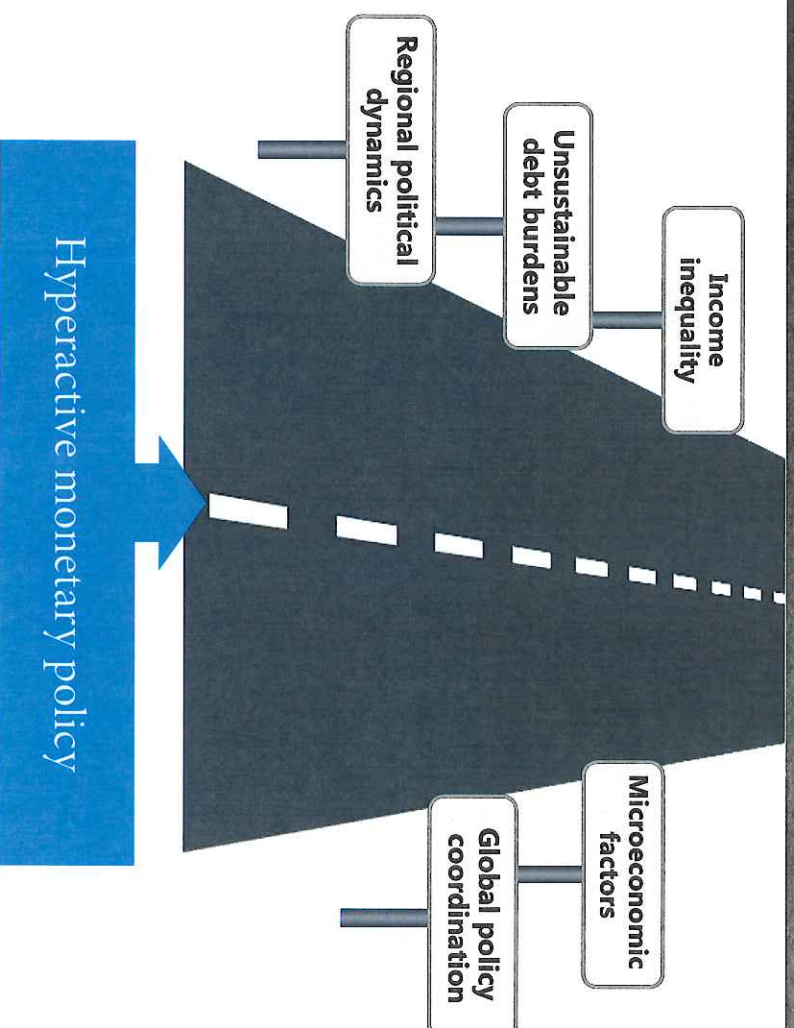 Income
inequality
Unsustainable
debt burdens
Regional political
dynamics
Microeconomic
factors
Global policy
coordination
Hyperactive monetary policy